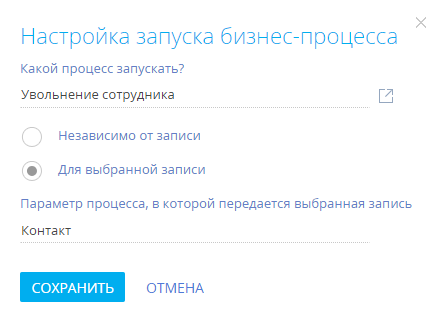 Настройка запуска бизнес-процесса
Какой процесс запускать?
Увольнение сотрудника
Независимо от записи
Для выбранной записи
Параметр процесса, в которой передается выбранная запись
Контакт
СОХРАНИТЬ ОТМЕНА